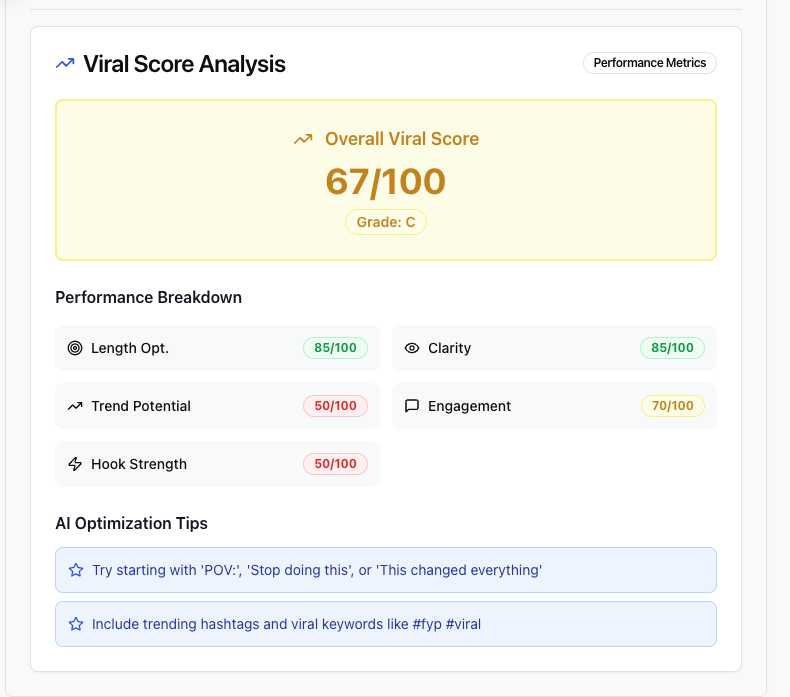 Viral Score Analysis
Performance Metrics
Overall Viral Score
67/100
Grade: C
Performance Breakdown
Length Opt.
85/100
Clarity
85/100
Trend Potential
50/100
Engagement
70/100
Hook Strength
50/100
AI Optimization Tips
Try starting with 'POV:', 'Stop doing this', or 'This changed everything'
Include trending hashtags and viral keywords like #fyp #viral